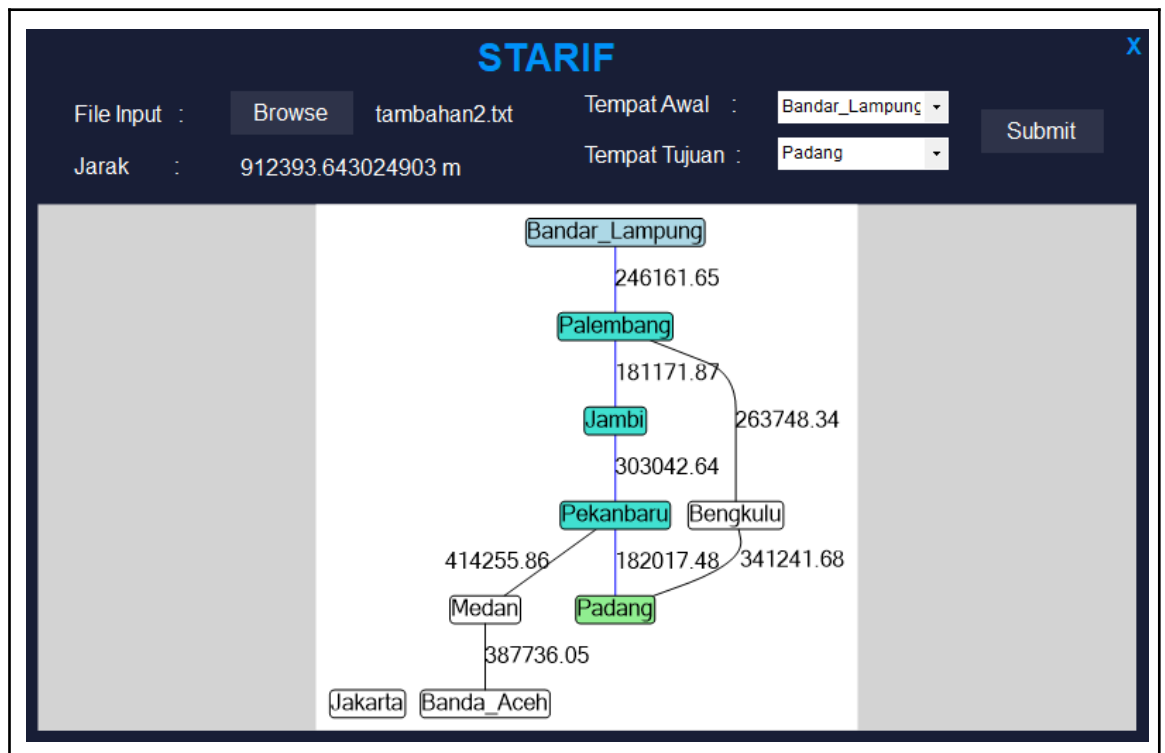 STARIF
X
File Input : Browse tambahan2.txt
Tempat Awal : Bandar_Lampung
Submit
Jarak : 912393.643024903 m
Tempat Tujuan : Padang
Bandar_Lampung
246161.65
Palembang
181171.87
Jambi
263748.34
303042.64
Pekanbaru Bengkulu
414255.86 182017.48 341241.68
Medan Padang
387736.05
Jakarta Banda_Aceh